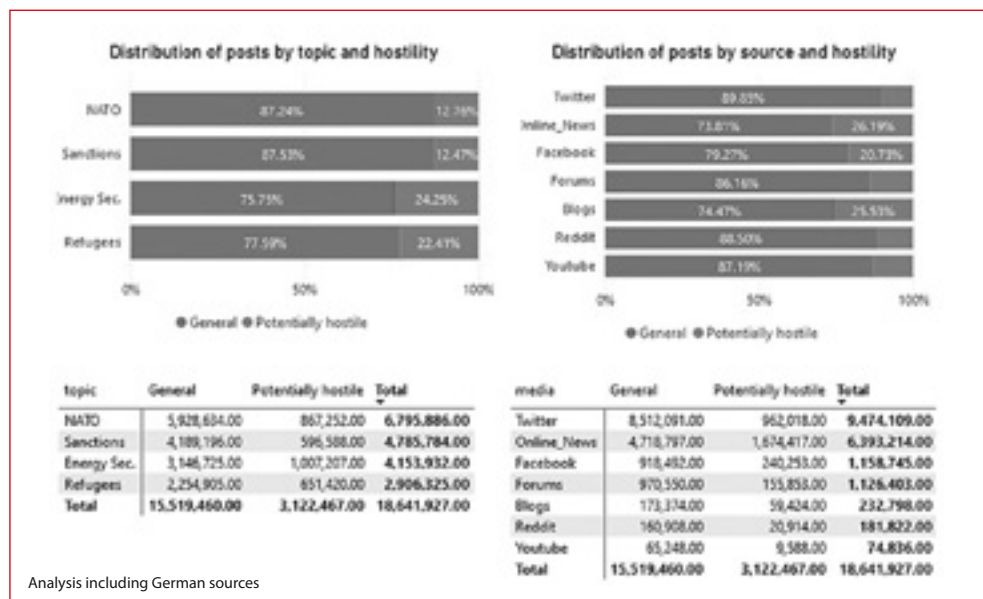 Distribution of posts by topic and hostility
NATO 87.24% 12.76%
Sanctions 87.53% 12.47%
nergy Sec. 75.75% 24.25%
Refugees 77.59% 22.41%
0% 50% 100%
General Potentially hostile
Distribution of posts by source and hostility
Twitter 89.85%
nline_News 73.81% 26.19%
Facebook 79.27% 20.73%
Forums 86.16%
Blogs 74.47% 25.53%
Reddit 88.50%
Youtube 87.19%
0% 50% 100%
General Potentially hostile
topic General Potentially hostile Total
NATO 5,928,634.00 867,252.00 6,795,886.00
Sanctions 4,189,196.00 596,588.00 4,785,784.00
Energy Sec. 3,146,725.00 1,007,207.00 4,153,932.00
Refugees 2,254,905.00 651,420.00 2,906,325.00
Total 15,519,460.00 3,122,467.00 18,641,927.00
media General Potentially hostile Total
Twitter 8,512,091.00 962,018.00 9,474,109.00
Online_News 4,718,797.00 1,674,417.00 6,393,214.00
Facebook 918,492.00 240,253.00 1,158,745.00
Forums 970,550.00 155,853.00 1,126,403.00
Blogs 173,374.00 59,424.00 232,798.00
Reddit 160,908.00 20,914.00 181,822.00
Youtube 65,248.00 9,588.00 74,836.00
Total 15,519,460.00 3,122,467.00 18,641,927.00
Analysis including German sources